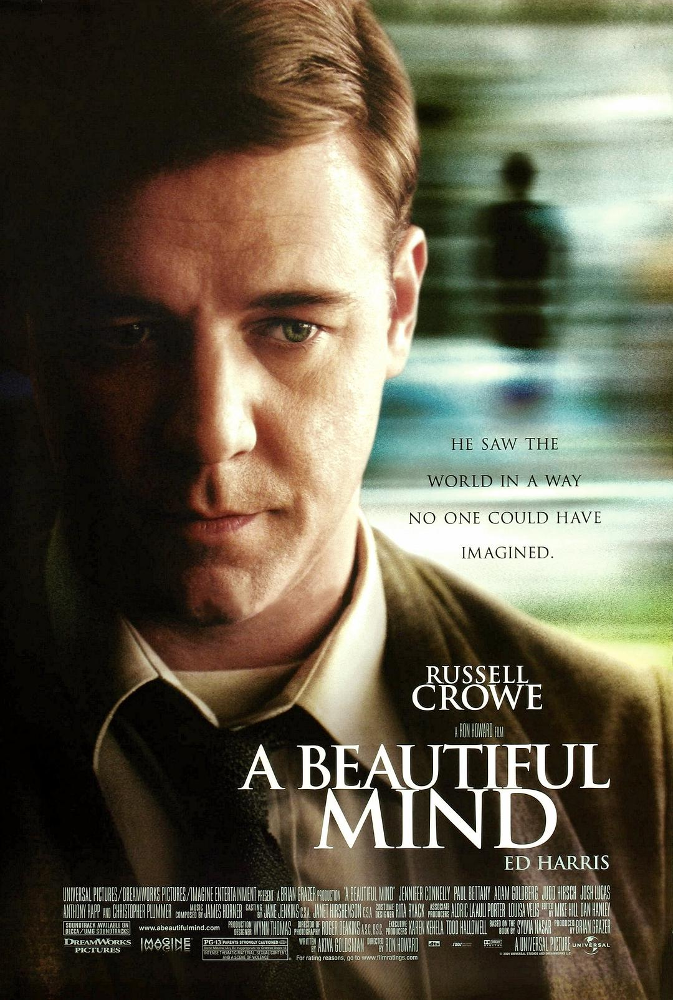 HE SAW THE
WORLD IN A WAY
NO ONE COULD HAVE
IMAGINED.
RUSSELL
CROWE
A RON HOWARD FILM
A BEAUTIFUL
MIND
ED HARRIS
UNIVERSAL PICTURES/DREAMWORKS PICTURES/IMAGINE ENTERTAINMENT PRESENT A BRIAN GRAZER PRODUCTION "A BEAUTIFUL MIND" JENNIFER CONNELLY PAUL BETTANY ADAM GOLDBERG JUDD HIRSCH JOSH LUCAS
ANTHONY RAPP AND CHRISTOPHER PLUMMER MUSIC COMPOSED BY JAMES HORNER CASTING BY JANE JENKINS C.S.A. JANET HIRSHENSON C.S.A. COSTUME DESIGNER RITA RYACK ASSOCIATE PRODUCERS ALDRIC LA'AULI PORTER LOUISA VELIS EDITED BY MIKE HILL DAN HANLEY
SOUNDTRACK AVAILABLE ON DECCA/UMG SOUNDTRACKS www.abeautifulmind.com PRODUCTION DESIGNER WYNN THOMAS DIRECTOR OF PHOTOGRAPHY ROGER DEAKINS A.S.C. B.S.C. EXECUTIVE PRODUCERS KAREN KEHELA TODD HALLOWELL BASED ON THE BOOK BY SYLVIA NASAR PRODUCED BY BRIAN GRAZER
DREAMWORKS PICTURES IMAGINE PG-13 PARENTS STRONGLY CAUTIONED WRITTEN BY AKIVA GOLDSMAN DIRECTED BY RON HOWARD dts SDDS DOLBY DIGITAL A UNIVERSAL PICTURE UNIVERSAL
Some Material May Be Inappropriate for Children Under 13
INTENSE THEMATIC MATERIAL, SEXUAL CONTENT, AND A SCENE OF VIOLENCE
© 2001 UNIVERSAL STUDIOS AND DREAMWORKS LLC
For rating reasons, go to www.filmratings.com